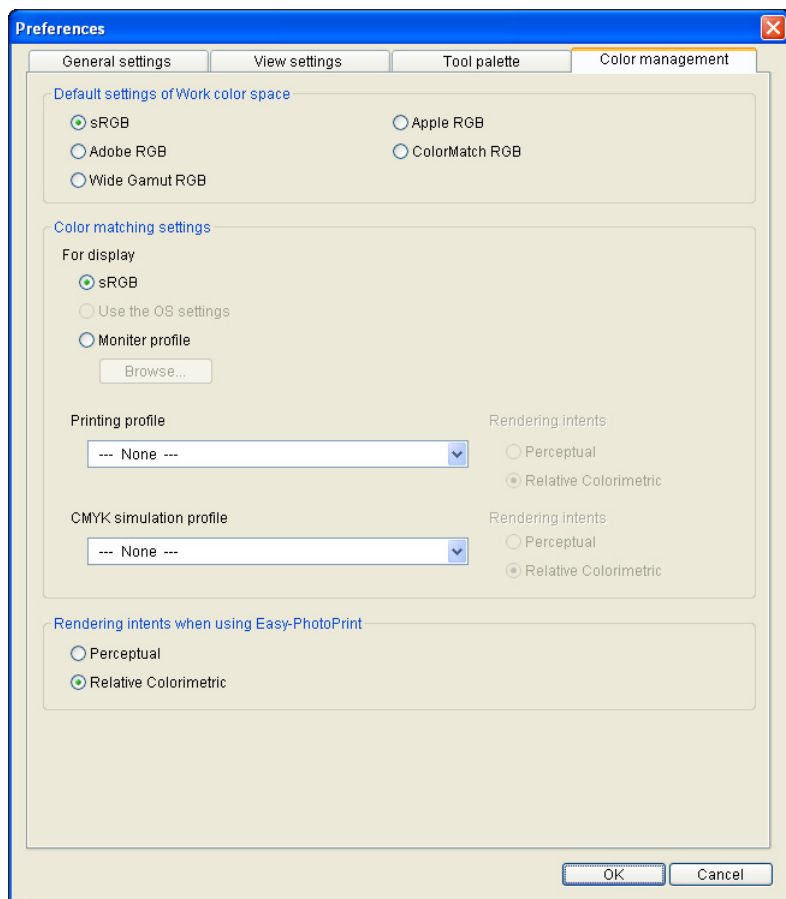 Preferences
General settings View settings Tool palette Color management
Default settings of Work color space
sRGB Apple RGB
Adobe RGB ColorMatch RGB
Wide Gamut RGB
Color matching settings
For display
sRGB
Use the OS settings
Moniter profile
Browse...
Printing profile Rendering intents
--- None --- Perceptual
Relative Colorimetric
CMYK simulation profile Rendering intents
--- None --- Perceptual
Relative Colorimetric
Rendering intents when using Easy-PhotoPrint
Perceptual
Relative Colorimetric
OK Cancel